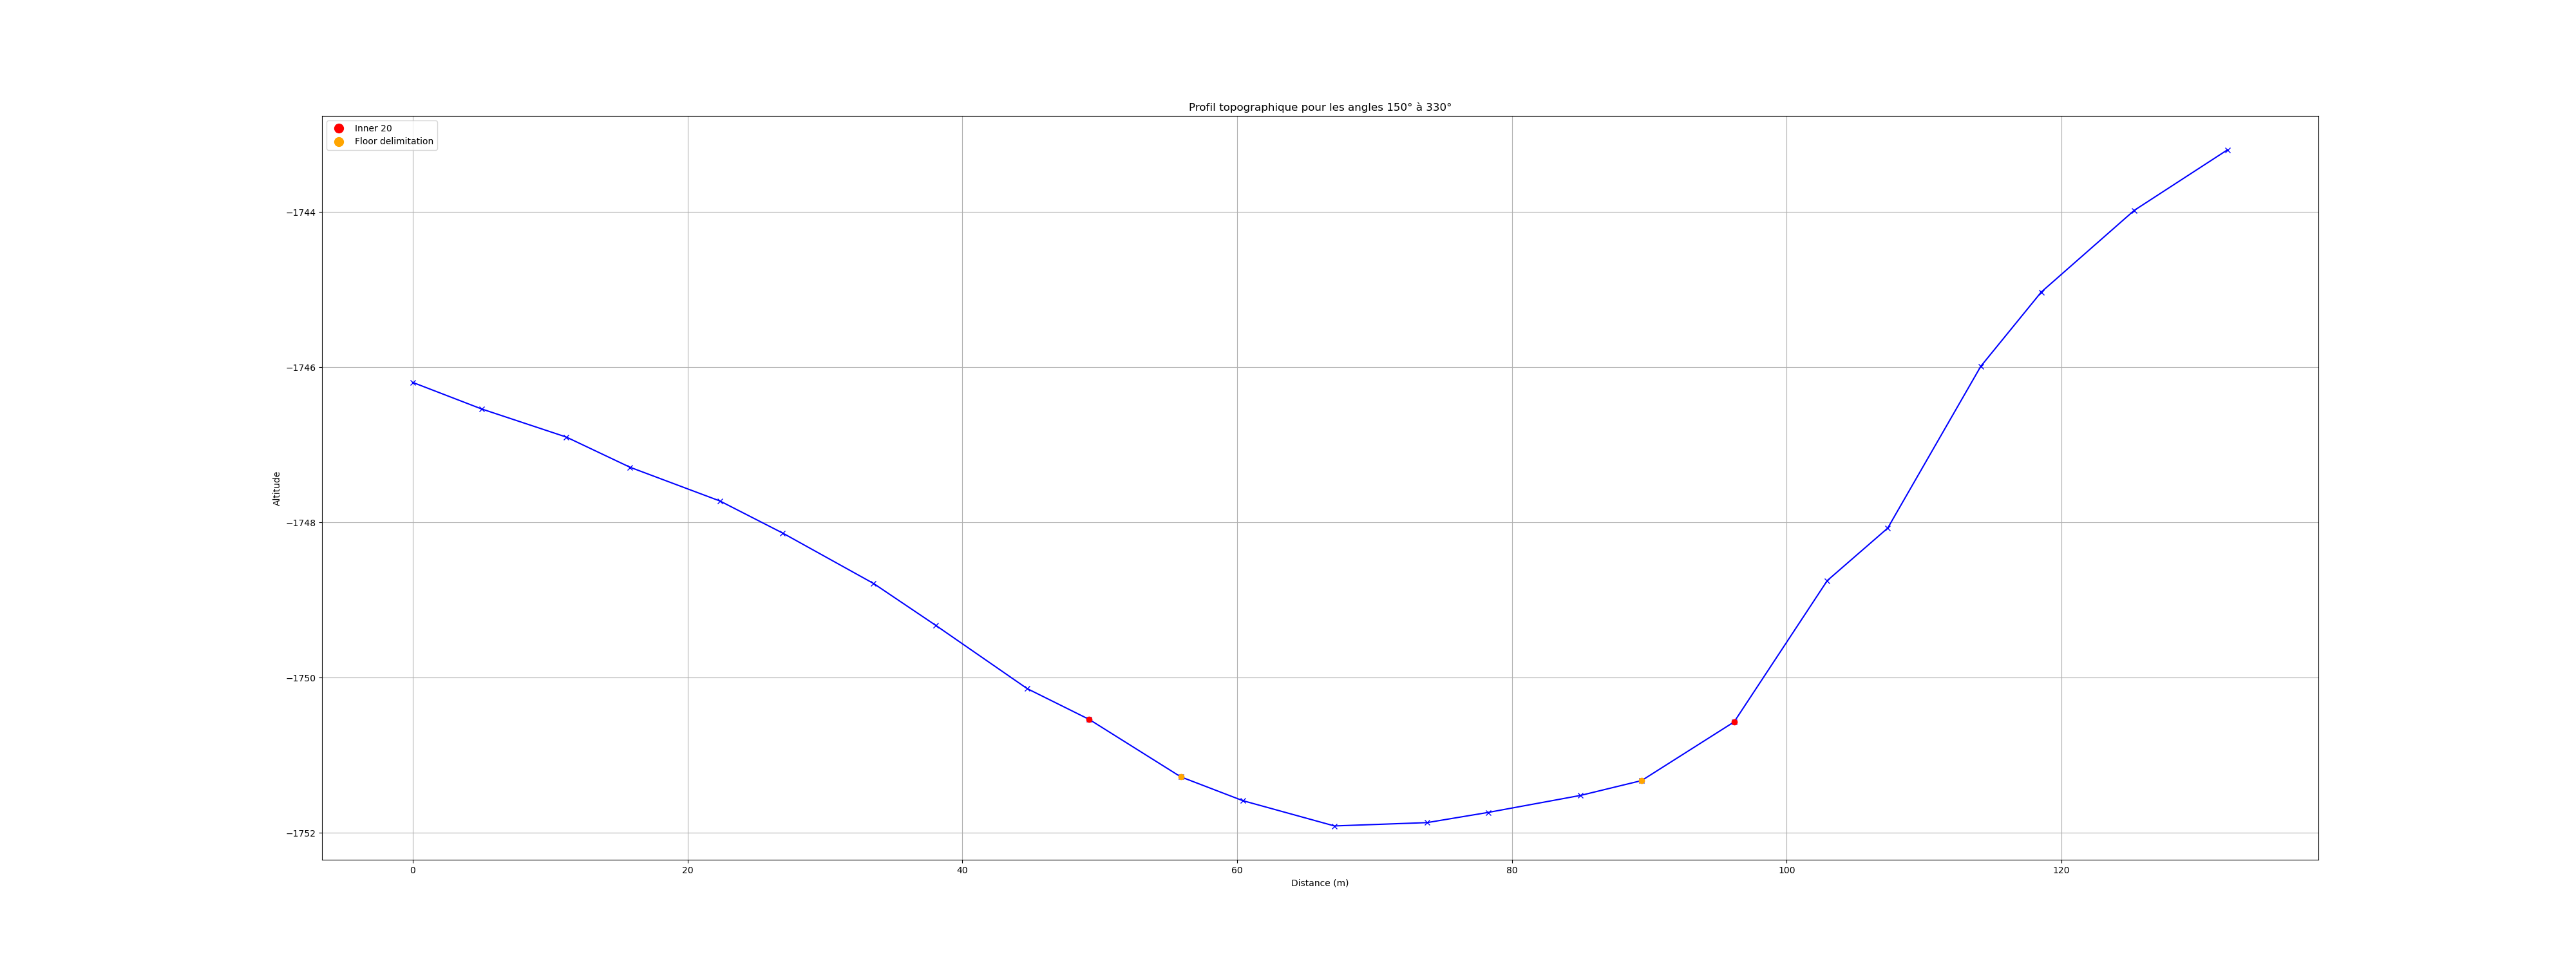 Profil topographique pour les angles 150° à 330°
Inner 20
Floor delimitation
−1744
−1746
−1748
−1750
−1752
Altitude
0 20 40 60 80 100 120
Distance (m)